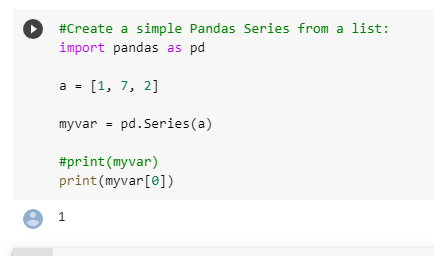 #Create a simple Pandas Series from a list:
import pandas as pd
a = [1, 7, 2]
myvar = pd.Series(a)
#print(myvar)
print(myvar[0])
1